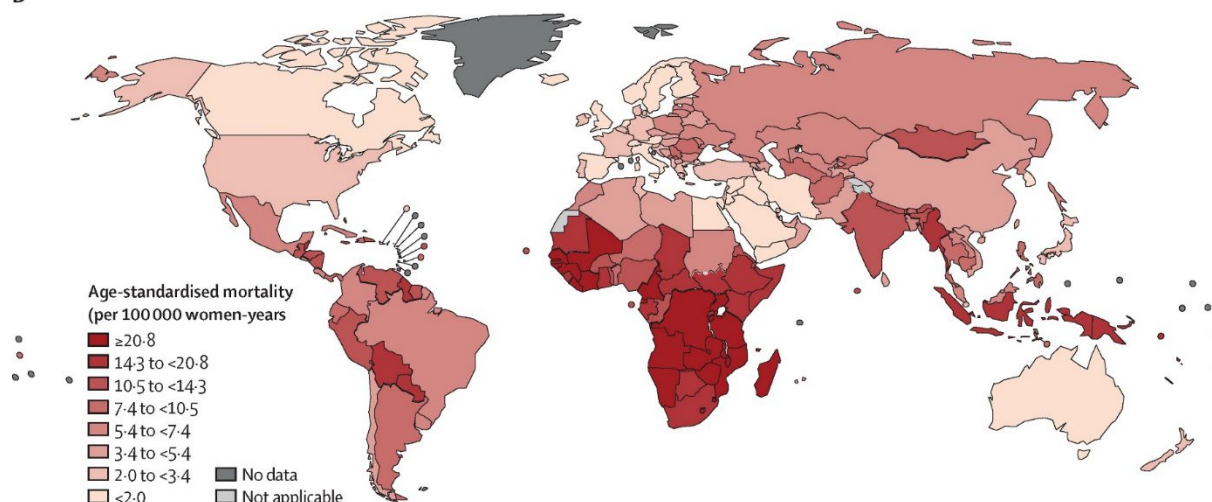 Age-standardised mortality
(per 100 000 women-years
≥20·8
14·3 to <20·8
10·5 to <14·3
7·4 to <10·5
5·4 to <7·4
3·4 to <5·4
2·0 to <3·4
<2·0
No data
Not applicable